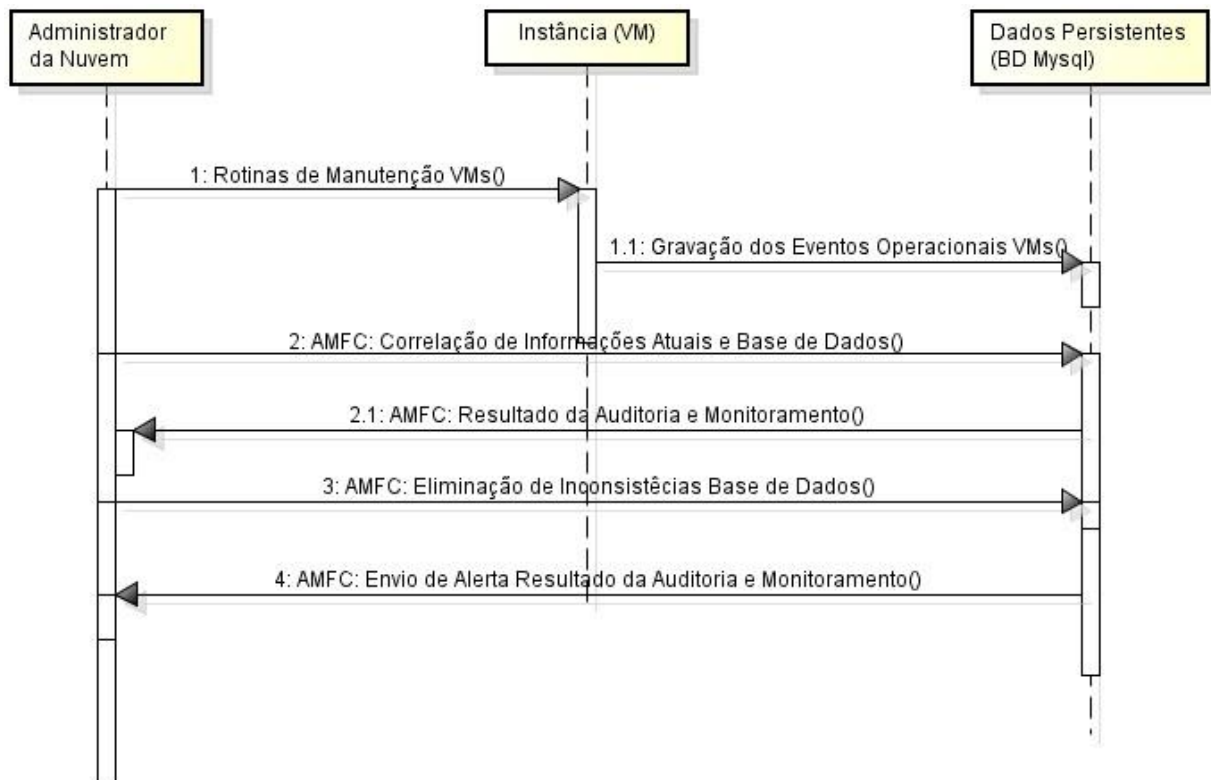 Administrador
da Nuvem
Instância (VM)
Dados Persistentes
(BD Mysql)
1: Rotinas de Manutenção VMs()
1.1: Gravação dos Eventos Operacionais VMs()
2: AMFC: Correlação de Informações Atuais e Base de Dados()
2.1: AMFC: Resultado da Auditoria e Monitoramento()
3: AMFC: Eliminação de Inconsistêcias Base de Dados()
4: AMFC: Envio de Alerta Resultado da Auditoria e Monitoramento()